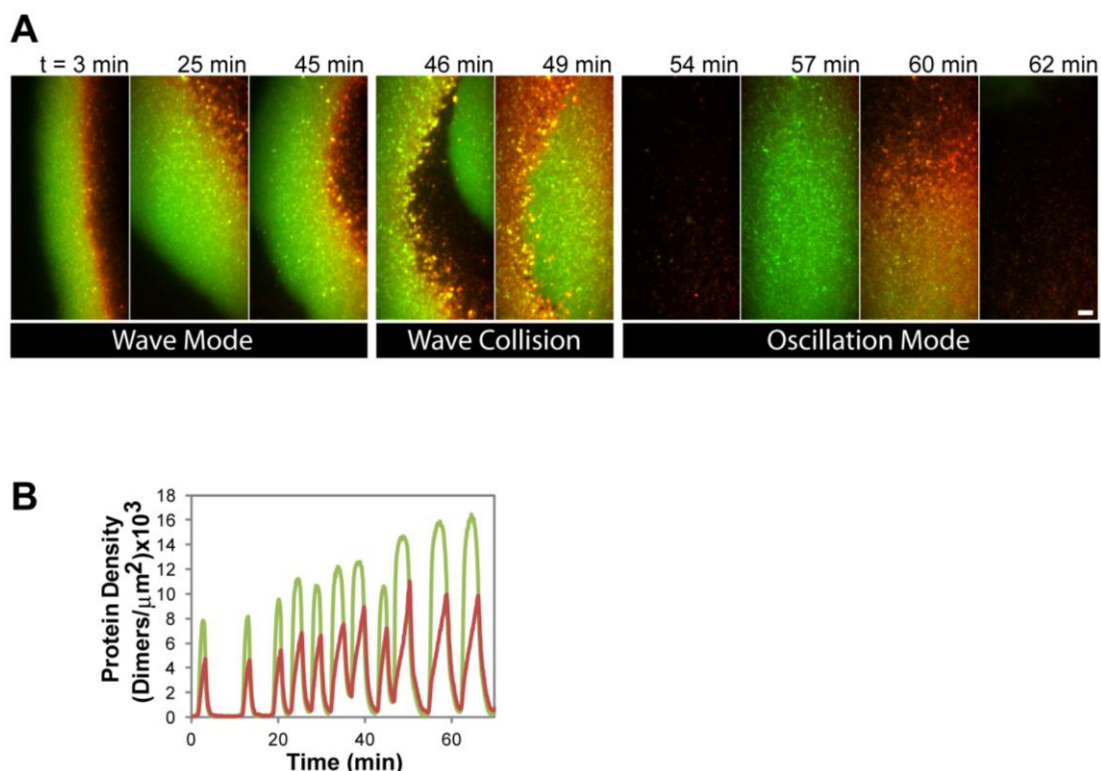 A
t = 3 min 25 min 45 min 46 min 49 min 54 min 57 min 60 min 62 min
Wave Mode Wave Collision Oscillation Mode
B
Protein Density
(Dimers/μm²)x10³
18
16
14
12
10
8
6
4
2
0
0 20 40 60
Time (min)